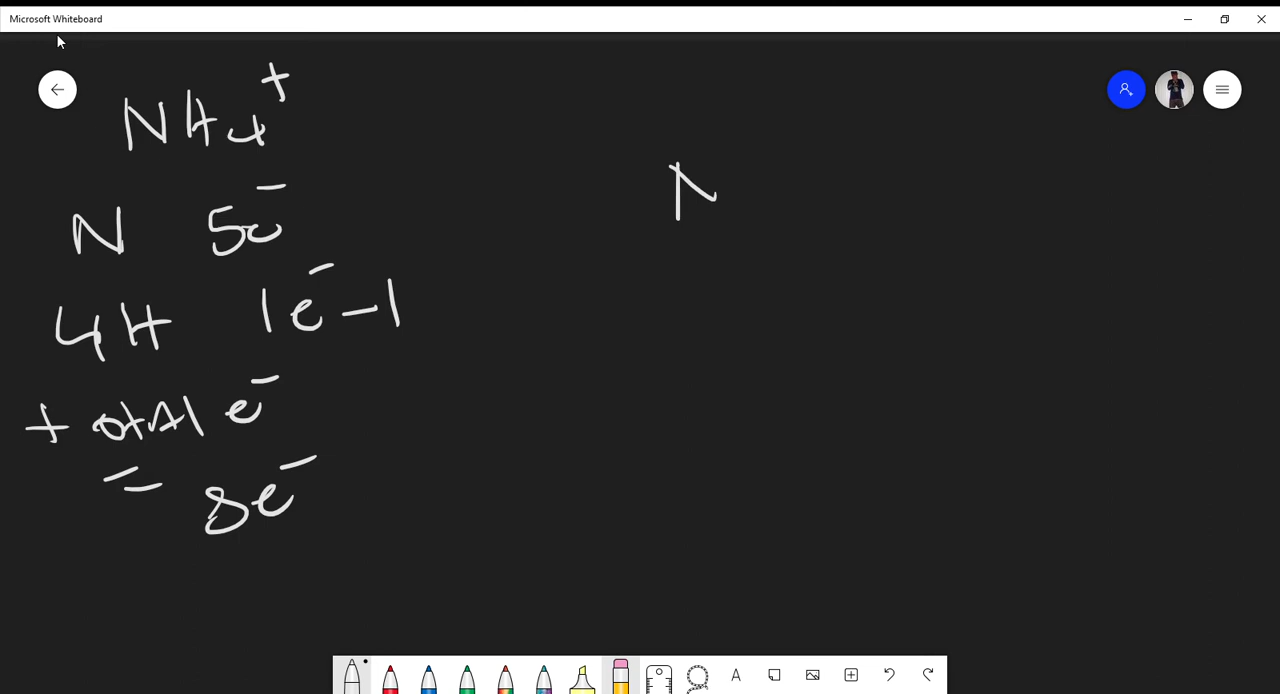 Microsoft Whiteboard
NH4+
N 5e-
4H 1e- -1
total e-
= 8e-
N
A